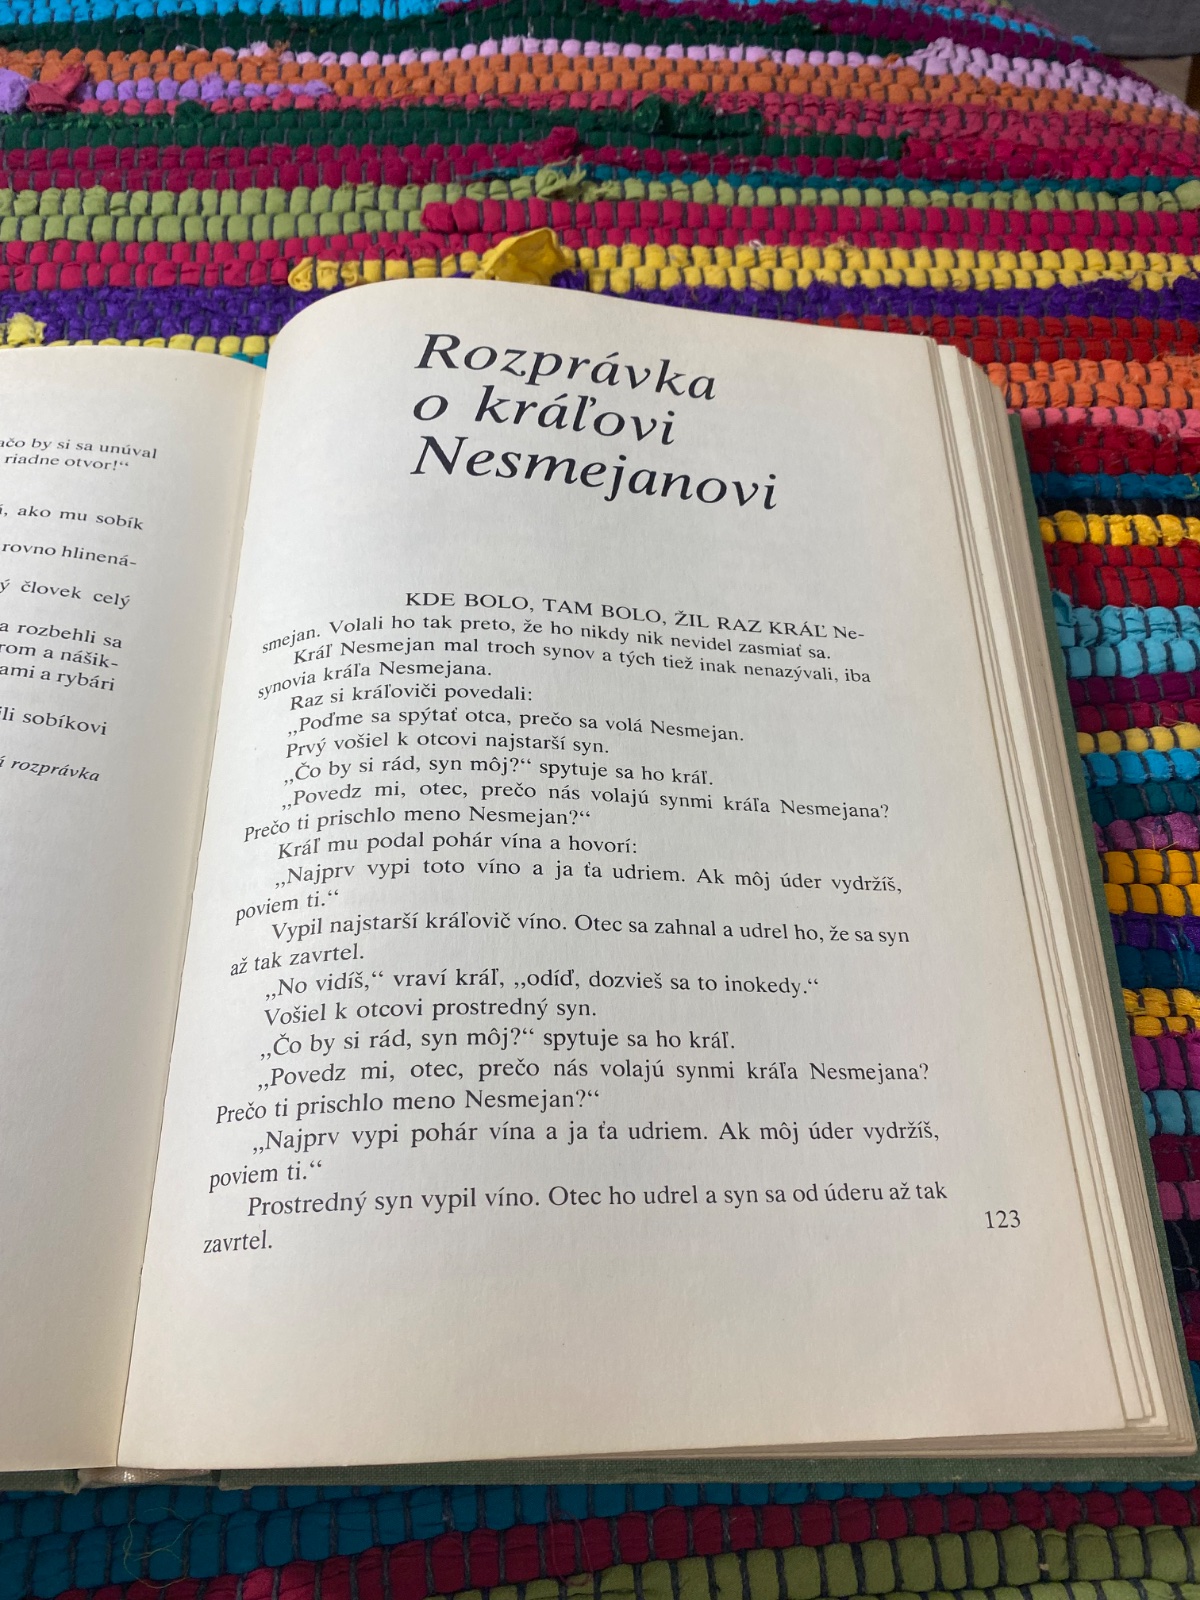 ačo by si sa unúval
riadne otvor!“
ako mu sobík
rovno hlinená-
človek celý
a rozbehli sa
a nášik-
ami a rybári
sobíkovi
rozprávka
Rozprávka
o kráľovi
Nesmejanovi
KDE BOLO, TAM BOLO, ŽIL RAZ KRÁĽ Ne-
smejan. Volali ho tak preto, že ho nikdy nik nevidel zasmiať sa.
Kráľ Nesmejan mal troch synov a tých tiež inak nenazývali, iba
synovia kráľa Nesmejana.
Raz si kráľoviči povedali:
„Poďme sa spýtať otca, prečo sa volá Nesmejan.
Prvý vošiel k otcovi najstarší syn.
„Čo by si rád, syn môj?“ spytuje sa ho kráľ.
„Povedz mi, otec, prečo nás volajú synmi kráľa Nesmejana?
Prečo ti prischlo meno Nesmejan?“
Kráľ mu podal pohár vína a hovorí:
„Najprv vypi toto víno a ja ťa udriem. Ak môj úder vydržíš,
poviem ti.“
Vypil najstarší kráľovič víno. Otec sa zahnal a udrel ho, že sa syn
až tak zavrtel.
„No vidíš,“ vraví kráľ, „odíď, dozvieš sa to inokedy.“
Vošiel k otcovi prostredný syn.
„Čo by si rád, syn môj?“ spytuje sa ho kráľ.
„Povedz mi, otec, prečo nás volajú synmi kráľa Nesmejana?
Prečo ti prischlo meno Nesmejan?“
„Najprv vypi pohár vína a ja ťa udriem. Ak môj úder vydržíš,
poviem ti.“
Prostredný syn vypil víno. Otec ho udrel a syn sa od úderu až tak
zavrtel.
123